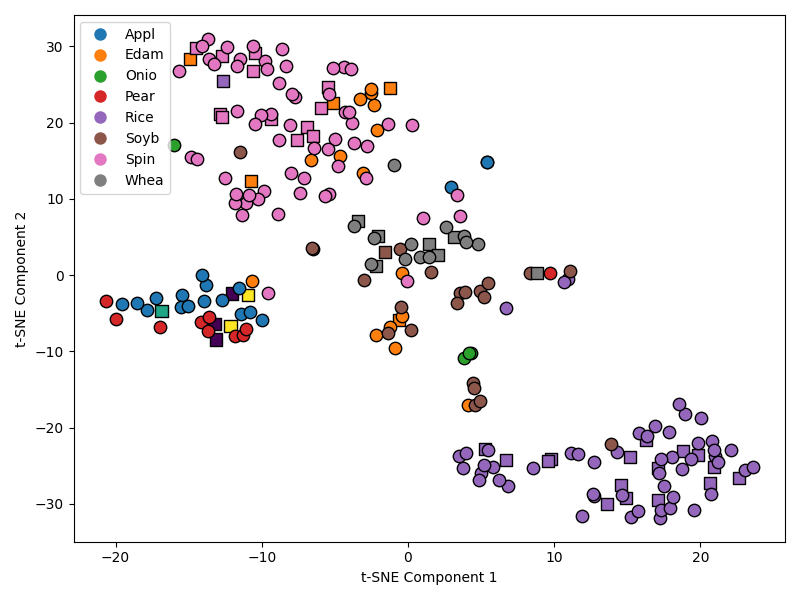 Appl
Edam
Onio
Pear
Rice
Soyb
Spin
Whea
30
20
10
0
−10
−20
−30
t-SNE Component 2
−20 −10 0 10 20
t-SNE Component 1